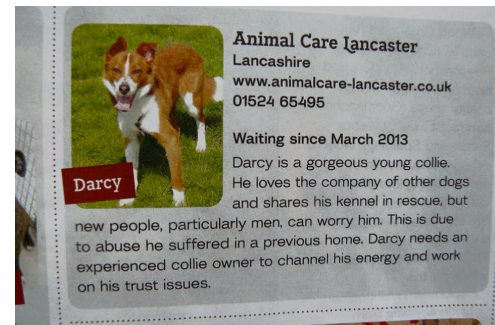 Animal Care Lancaster
Lancashire
www.animalcare-lancaster.co.uk
01524 65495
Waiting since March 2013
Darcy
Darcy is a gorgeous young collie.
He loves the company of other dogs
and shares his kennel in rescue, but
new people, particularly men, can worry him. This is due
to abuse he suffered in a previous home. Darcy needs an
experienced collie owner to channel his energy and work
on his trust issues.